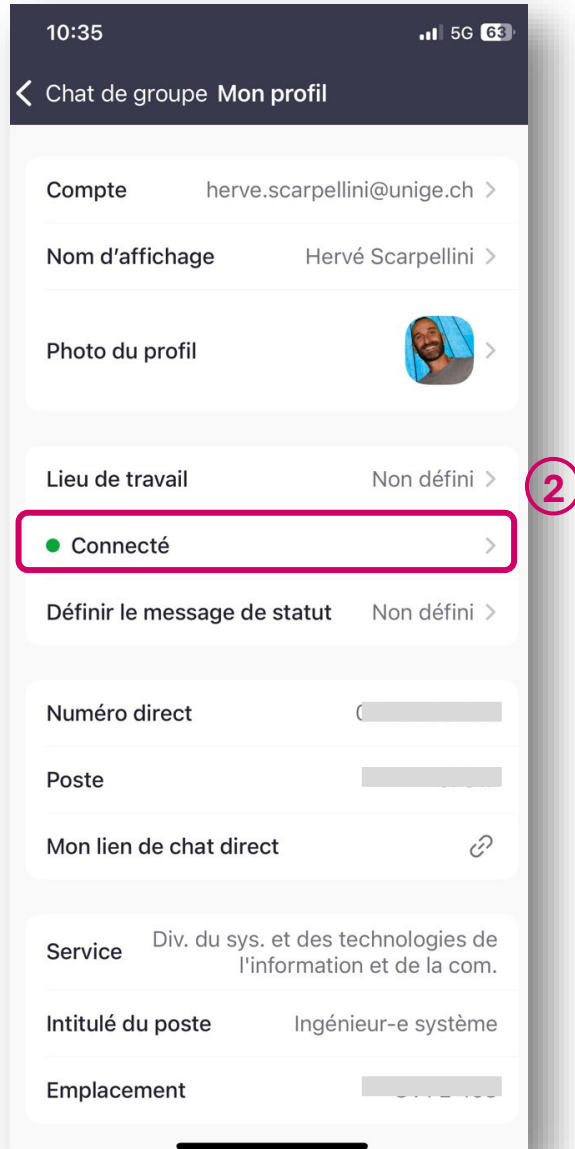 10:35 5G 63
Chat de groupe Mon profil
Compte herve.scarpellini@unige.ch
Nom d’affichage Hervé Scarpellini
Photo du profil
Lieu de travail Non défini
2
Connecté
Définir le message de statut Non défini
Numéro direct
Poste
Mon lien de chat direct
Service Div. du sys. et des technologies de
l'information et de la com.
Intitulé du poste Ingénieur-e système
Emplacement